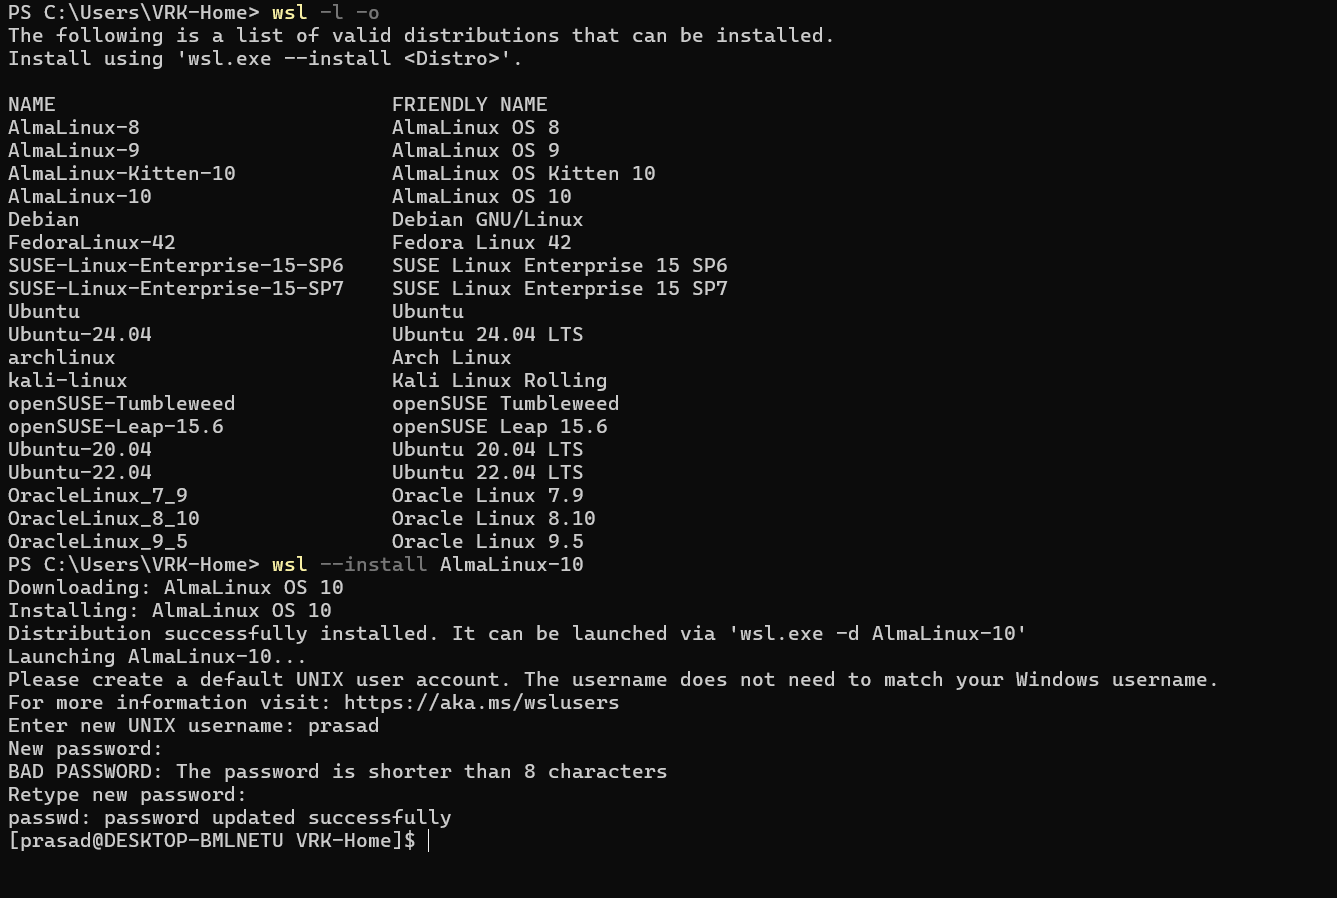 PS C:\Users\VRK-Home> wsl -l -o
The following is a list of valid distributions that can be installed.
Install using 'wsl.exe --install <Distro>'.
NAME                            FRIENDLY NAME
AlmaLinux-8                     AlmaLinux OS 8
AlmaLinux-9                     AlmaLinux OS 9
AlmaLinux-Kitten-10             AlmaLinux OS Kitten 10
AlmaLinux-10                    AlmaLinux OS 10
Debian                          Debian GNU/Linux
FedoraLinux-42                  Fedora Linux 42
SUSE-Linux-Enterprise-15-SP6    SUSE Linux Enterprise 15 SP6
SUSE-Linux-Enterprise-15-SP7    SUSE Linux Enterprise 15 SP7
Ubuntu                          Ubuntu
Ubuntu-24.04                    Ubuntu 24.04 LTS
archlinux                       Arch Linux
kali-linux                      Kali Linux Rolling
openSUSE-Tumbleweed             openSUSE Tumbleweed
openSUSE-Leap-15.6              openSUSE Leap 15.6
Ubuntu-20.04                    Ubuntu 20.04 LTS
Ubuntu-22.04                    Ubuntu 22.04 LTS
OracleLinux_7_9                 Oracle Linux 7.9
OracleLinux_8_10                Oracle Linux 8.10
OracleLinux_9_5                 Oracle Linux 9.5
PS C:\Users\VRK-Home> wsl --install AlmaLinux-10
Downloading: AlmaLinux OS 10
Installing: AlmaLinux OS 10
Distribution successfully installed. It can be launched via 'wsl.exe -d AlmaLinux-10'
Launching AlmaLinux-10...
Please create a default UNIX user account. The username does not need to match your Windows username.
For more information visit: https://aka.ms/wslusers
Enter new UNIX username: prasad
New password:
BAD PASSWORD: The password is shorter than 8 characters
Retype new password:
passwd: password updated successfully
[prasad@DESKTOP-BMLNETU VRK-Home]$